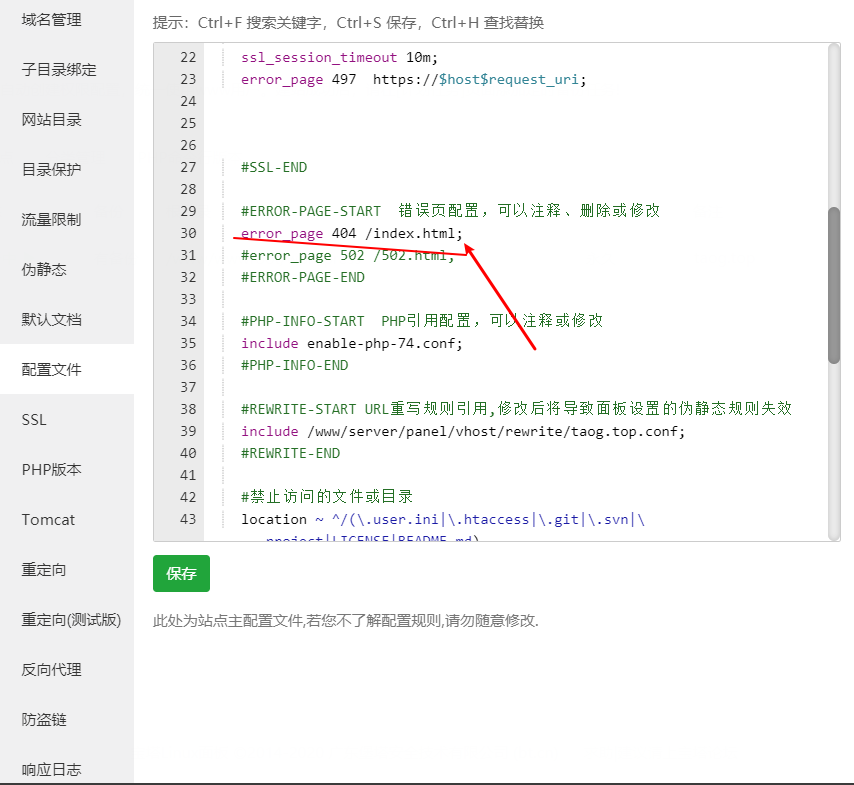 域名管理
子目录绑定
网站目录
目录保护
流量限制
伪静态
默认文档
配置文件
SSL
PHP版本
Tomcat
重定向
重定向(测试版)
反向代理
防盗链
响应日志
提示：Ctrl+F 搜索关键字，Ctrl+S 保存，Ctrl+H 查找替换
22 ssl_session_timeout 10m;
23 error_page 497  https://$host$request_uri;
24
25
26
27 #SSL-END
28
29 #ERROR-PAGE-START  错误页配置，可以注释、删除或修改
30 error_page 404 /index.html;
31 #error_page 502 /502.html;
32 #ERROR-PAGE-END
33
34 #PHP-INFO-START  PHP引用配置，可以注释或修改
35 include enable-php-74.conf;
36 #PHP-INFO-END
37
38 #REWRITE-START URL重写规则引用,修改后将导致面板设置的伪静态规则失效
39 include /www/server/panel/vhost/rewrite/taog.top.conf;
40 #REWRITE-END
41
42 #禁止访问的文件或目录
43 location ~ ^/(\.user.ini|\.htaccess|\.git|\.svn|\
project|LICENSE|README.md)
保存
此处为站点主配置文件,若您不了解配置规则,请勿随意修改.